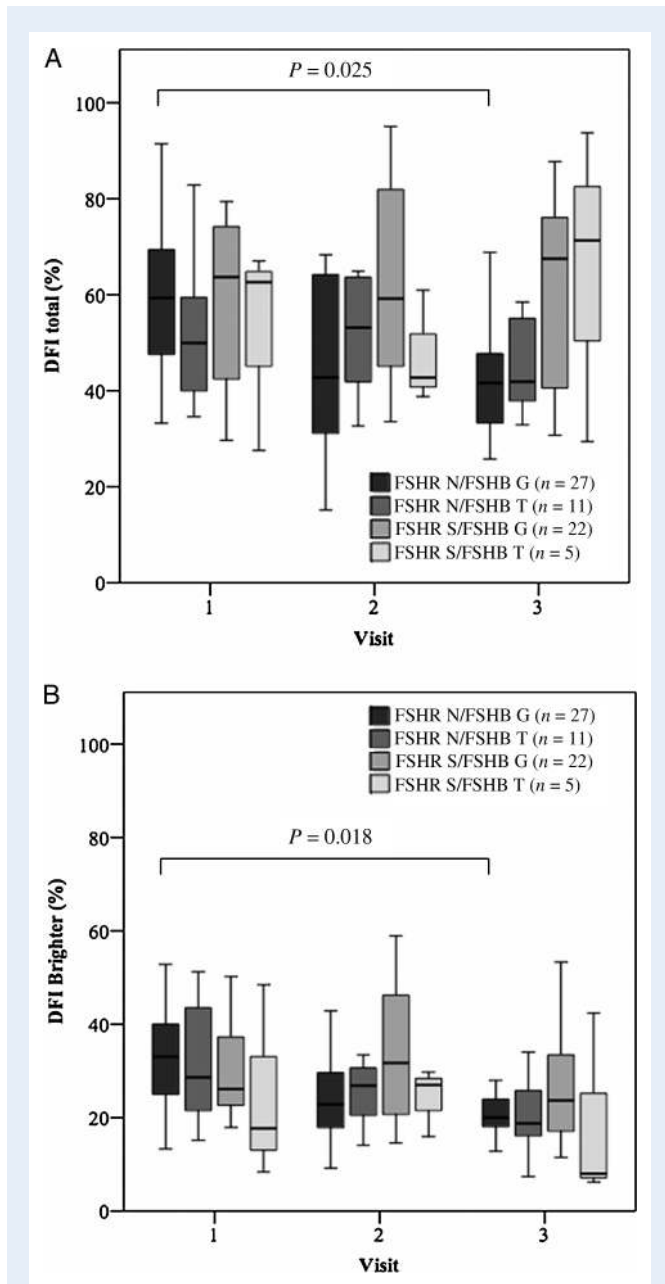 A
P = 0.025
100
80
60
40
20
0
DFI total (%)
FSHR N/FSHB G (n = 27)
FSHR N/FSHB T (n = 11)
FSHR S/FSHB G (n = 22)
FSHR S/FSHB T (n = 5)
1 2 3
Visit
B
FSHR N/FSHB G (n = 27)
FSHR N/FSHB T (n = 11)
FSHR S/FSHB G (n = 22)
FSHR S/FSHB T (n = 5)
P = 0.018
100
80
60
40
20
0
DFI Brighter (%)
1 2 3
Visit